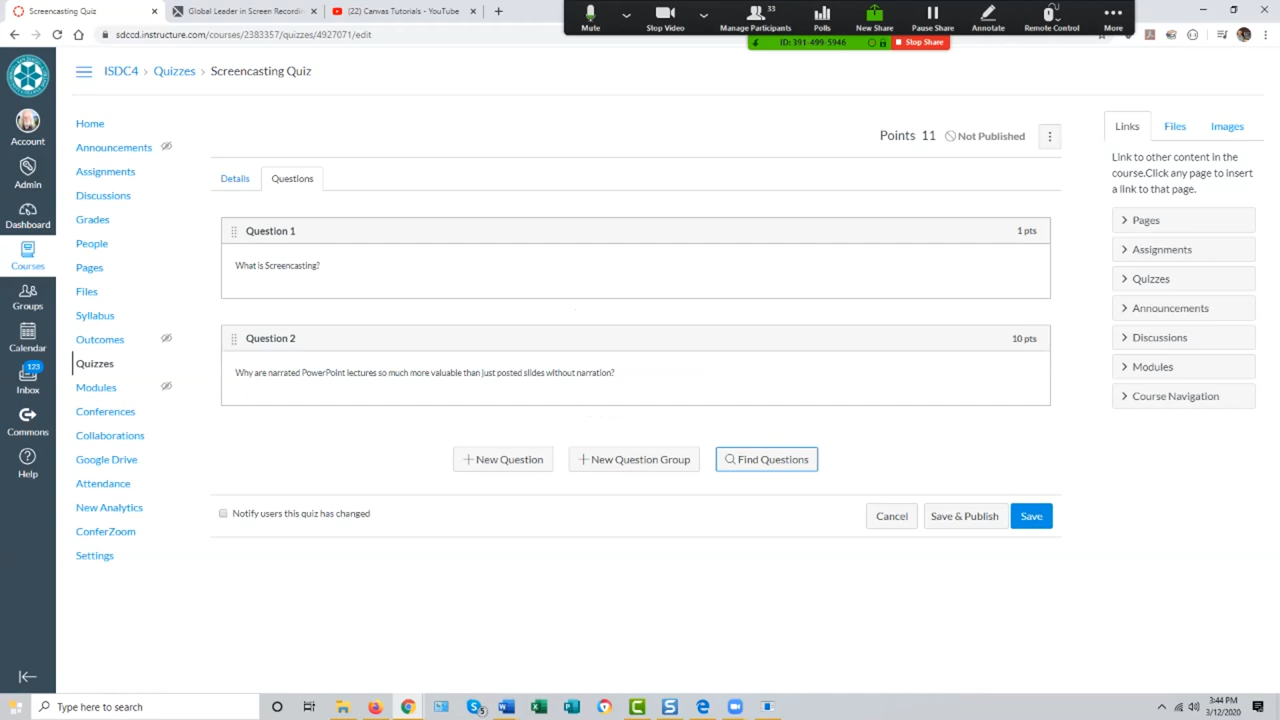 Screencasting Quiz
Global Leader in Screen Recordin
(22) Canvas Tutorials - YouTube
33
Mute
Stop Video
Manage Participants
Polls
New Share
Pause Share
Annotate
Remote Control
More
ID: 391-499-5946
Stop Share
sdccd.instructure.com/courses/2383357/quizzes/4927071/edit
ISDC4 › Quizzes › Screencasting Quiz
Account
Admin
Dashboard
Courses
Groups
Calendar
123
Inbox
Commons
Help
Home
Announcements
Assignments
Discussions
Grades
People
Pages
Files
Syllabus
Outcomes
Quizzes
Modules
Conferences
Collaborations
Google Drive
Attendance
New Analytics
ConferZoom
Settings
Points 11 Not Published
Details
Questions
Question 1 1 pts
What is Screencasting?
Question 2 10 pts
Why are narrated PowerPoint lectures so much more valuable than just posted slides without narration?
New Question
New Question Group
Find Questions
Notify users this quiz has changed
Cancel
Save & Publish
Save
Links
Files
Images
Link to other content in the
course.Click any page to insert
a link to that page.
Pages
Assignments
Quizzes
Announcements
Discussions
Modules
Course Navigation
Type here to search
5
3:44 PM
3/12/2020